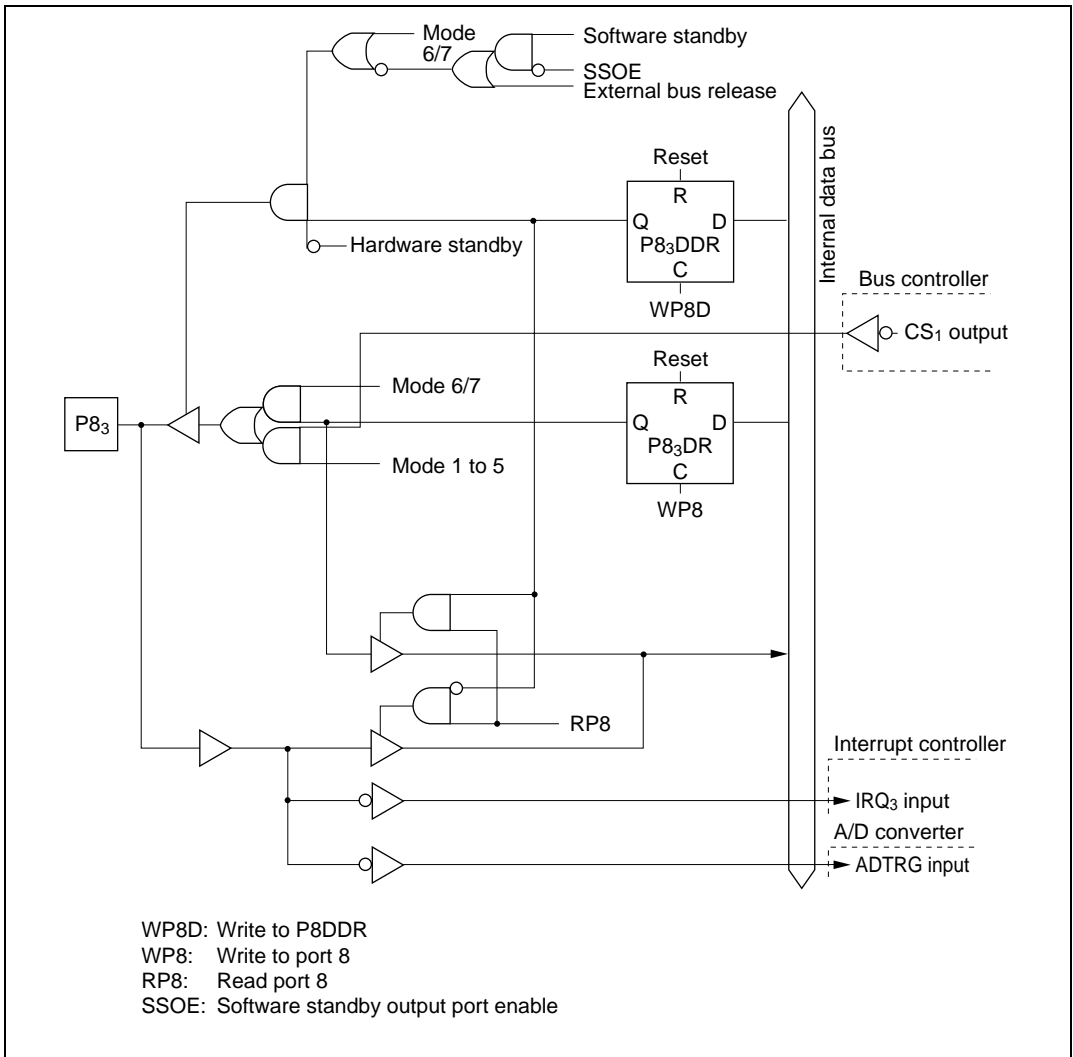 Mode
6/7
Software standby
SSOE
External bus release
Internal data bus
Reset
R
Q D
P8₃DDR
C
WP8D
Hardware standby
Bus controller
CS₁ output
Reset
R
Q D
P8₃DR
C
WP8
Mode 6/7
P8₃
Mode 1 to 5
RP8
Interrupt controller
IRQ₃ input
A/D converter
ADTRG input
WP8D: Write to P8DDR
WP8: Write to port 8
RP8: Read port 8
SSOE: Software standby output port enable